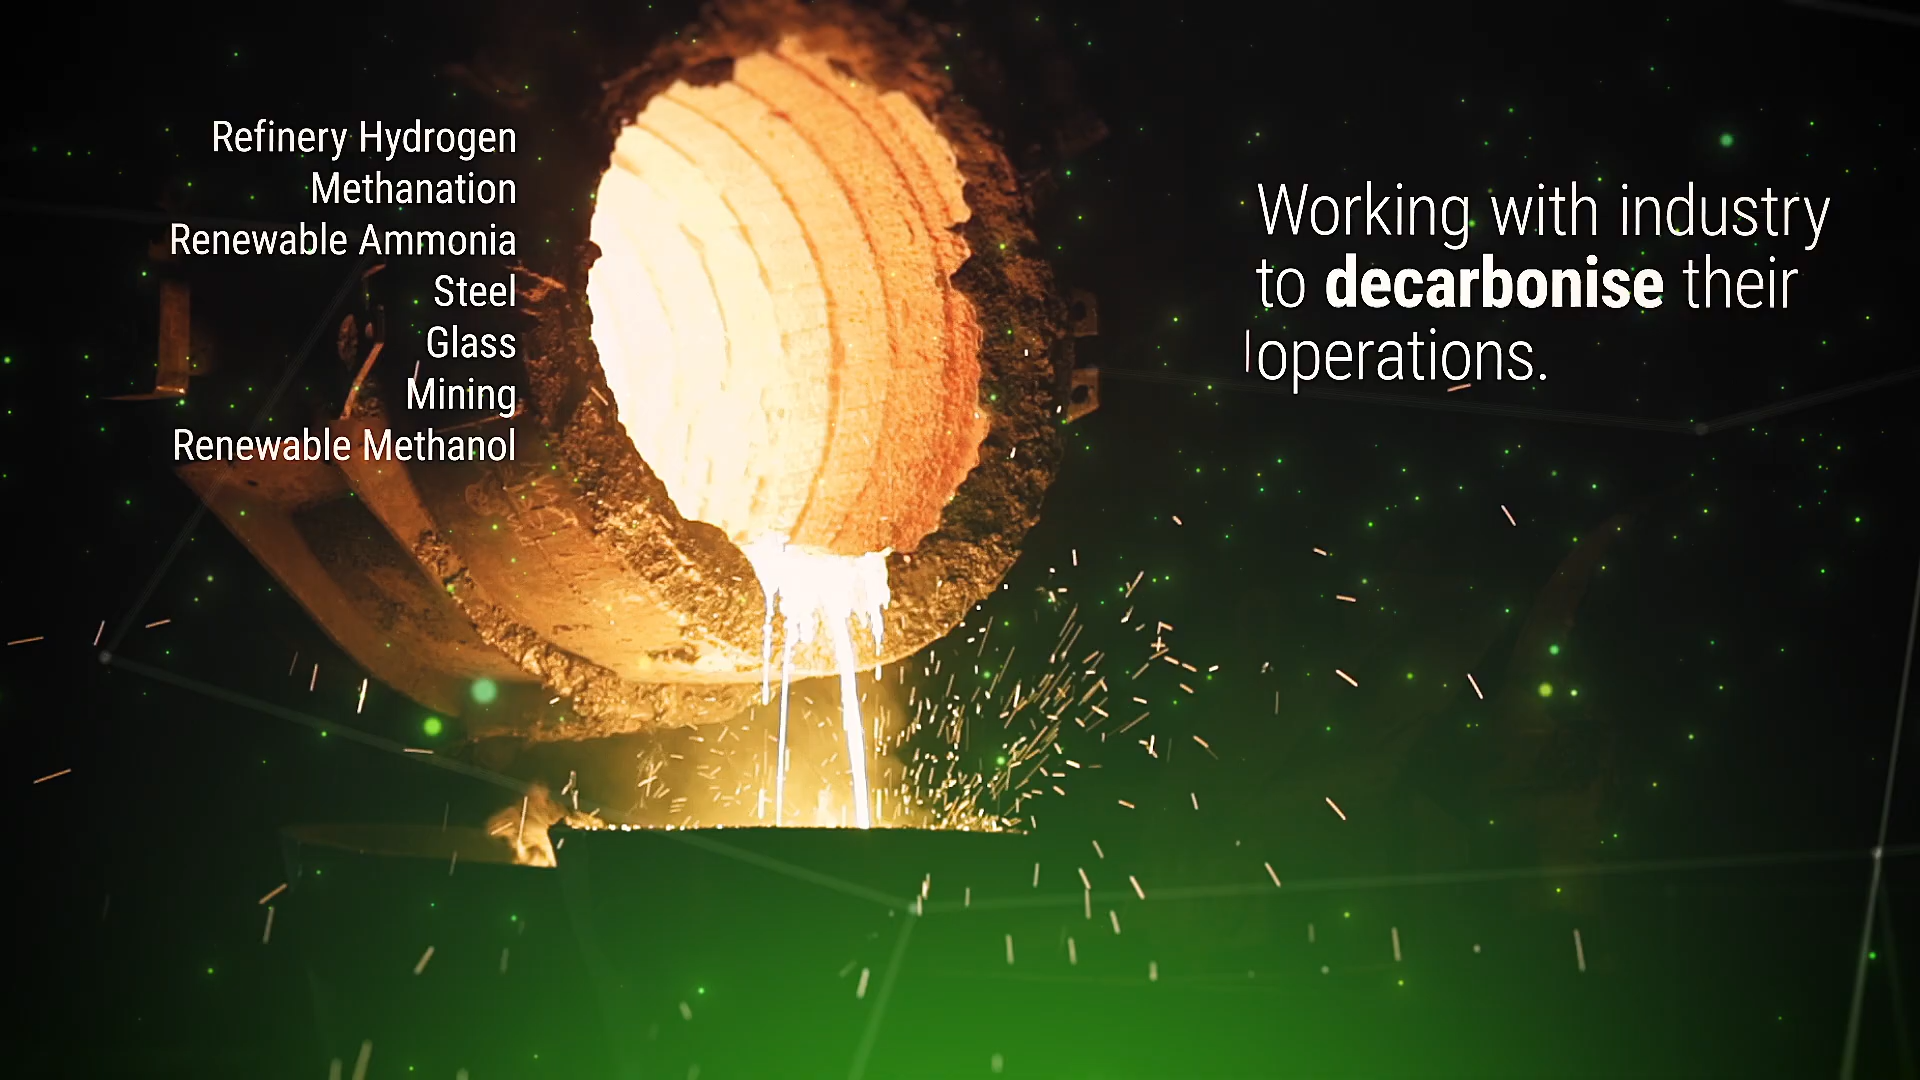 Refinery Hydrogen
Methanation
Renewable Ammonia
Steel
Glass
Mining
Renewable Methanol
Working with industry
to decarbonise their
operations.